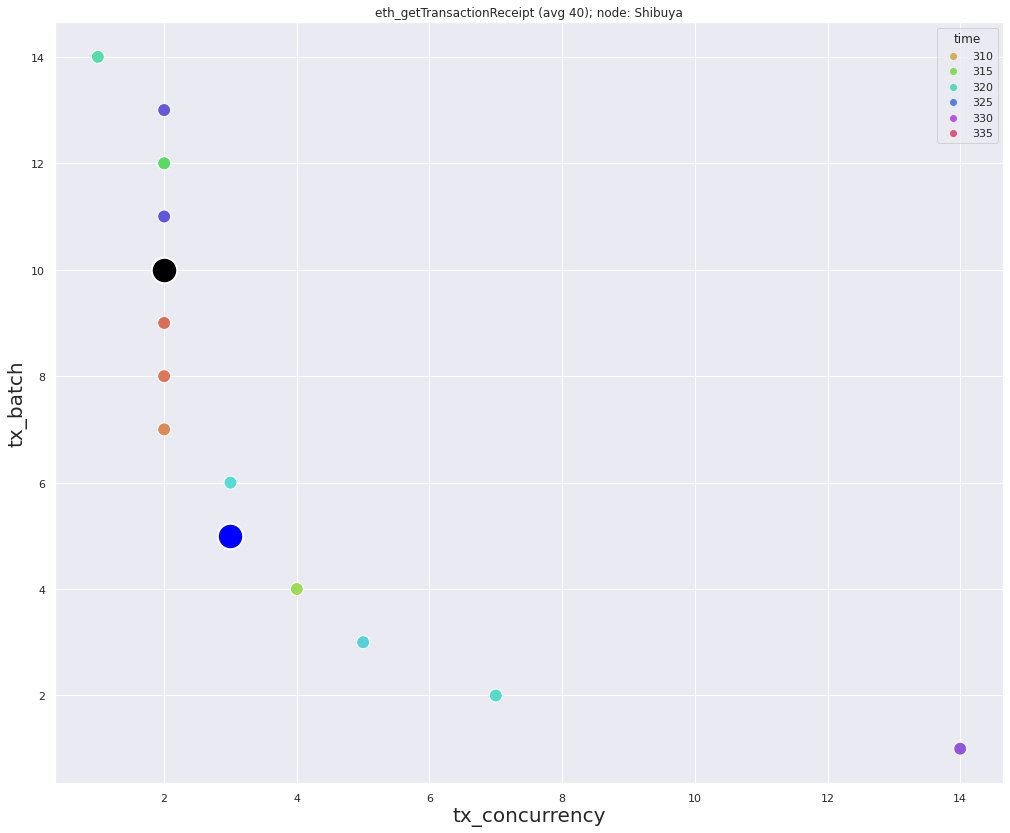 eth_getTransactionReceipt (avg 40); node: Shibuya
time
310
315
320
325
330
335
14
12
10
8
6
4
2
tx_batch
2 4 6 8 10 12 14
tx_concurrency